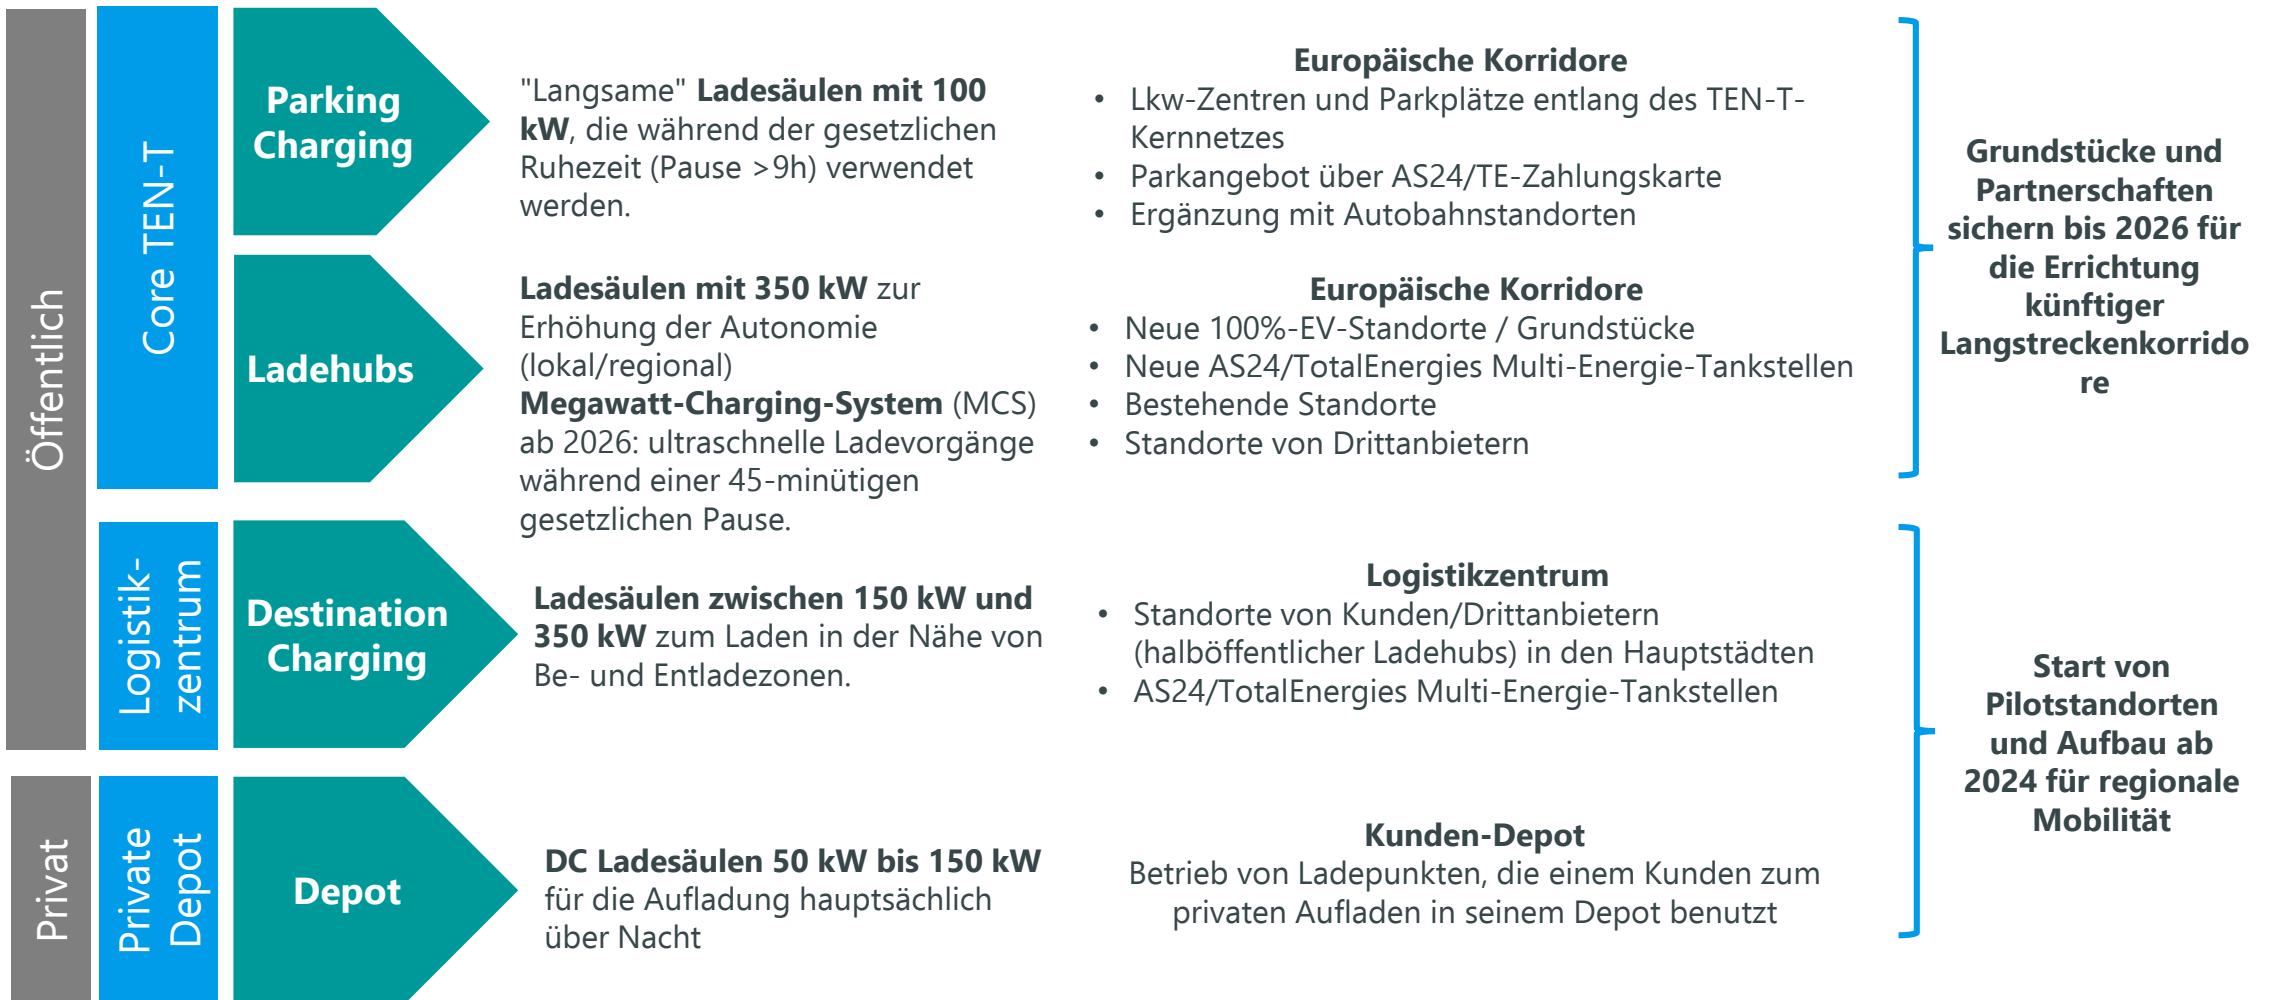 Öffentlich
Core TEN-T
Parking
Charging
"Langsame" Ladesäulen mit 100
kW, die während der gesetzlichen
Ruhezeit (Pause >9h) verwendet
werden.
Europäische Korridore
• Lkw-Zentren und Parkplätze entlang des TEN-T-
Kernnetzes
• Parkangebot über AS24/TE-Zahlungskarte
• Ergänzung mit Autobahnstandorten
Ladehubs
Ladesäulen mit 350 kW zur
Erhöhung der Autonomie
(lokal/regional)
Megawatt-Charging-System (MCS)
ab 2026: ultraschnelle Ladevorgänge
während einer 45-minütigen
gesetzlichen Pause.
Europäische Korridore
• Neue 100%-EV-Standorte / Grundstücke
• Neue AS24/TotalEnergies Multi-Energie-Tankstellen
• Bestehende Standorte
• Standorte von Drittanbietern
Grundstücke und
Partnerschaften
sichern bis 2026 für
die Errichtung
künftiger
Langstreckenkorrido
re
Logistik-
zentrum
Destination
Charging
Ladesäulen zwischen 150 kW und
350 kW zum Laden in der Nähe von
Be- und Entladezonen.
Logistikzentrum
• Standorte von Kunden/Drittanbietern
(halböffentlicher Ladehubs) in den Hauptstädten
• AS24/TotalEnergies Multi-Energie-Tankstellen
Privat
Private
Depot
Depot
DC Ladesäulen 50 kW bis 150 kW
für die Aufladung hauptsächlich
über Nacht
Kunden-Depot
Betrieb von Ladepunkten, die einem Kunden zum
privaten Aufladen in seinem Depot benutzt
Start von
Pilotstandorten
und Aufbau ab
2024 für regionale
Mobilität